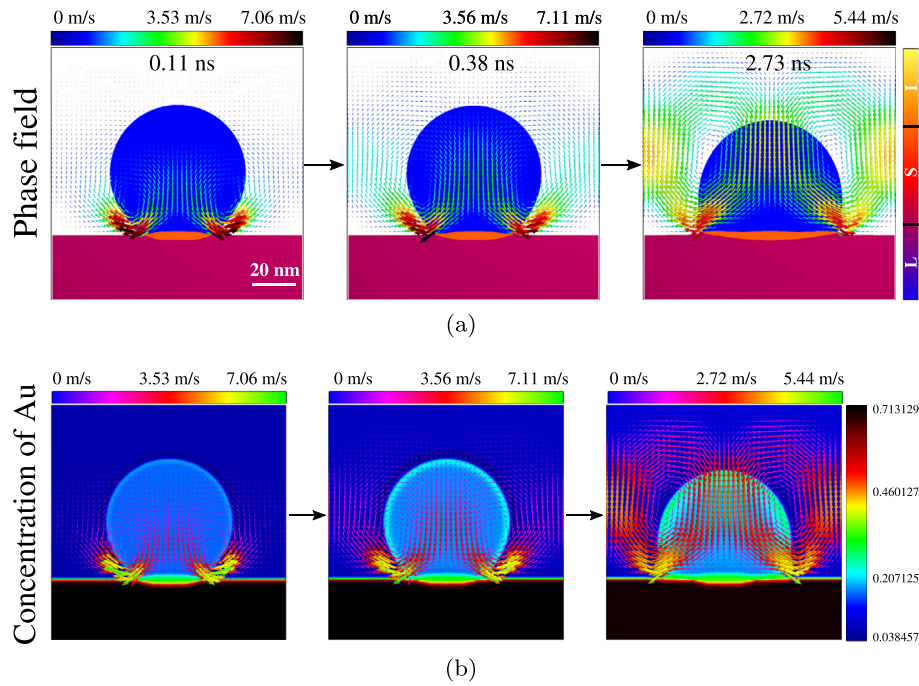 0 m/s 3.53 m/s 7.06 m/s
0 m/s 3.56 m/s 7.11 m/s
0 m/s 2.72 m/s 5.44 m/s
0.11 ns
0.38 ns
2.73 ns
Phase field
20 nm
I
S
L
(a)
0 m/s 3.53 m/s 7.06 m/s
0 m/s 3.56 m/s 7.11 m/s
0 m/s 2.72 m/s 5.44 m/s
Concentration of Au
0.713129
0.460127
0.207125
0.038457
(b)